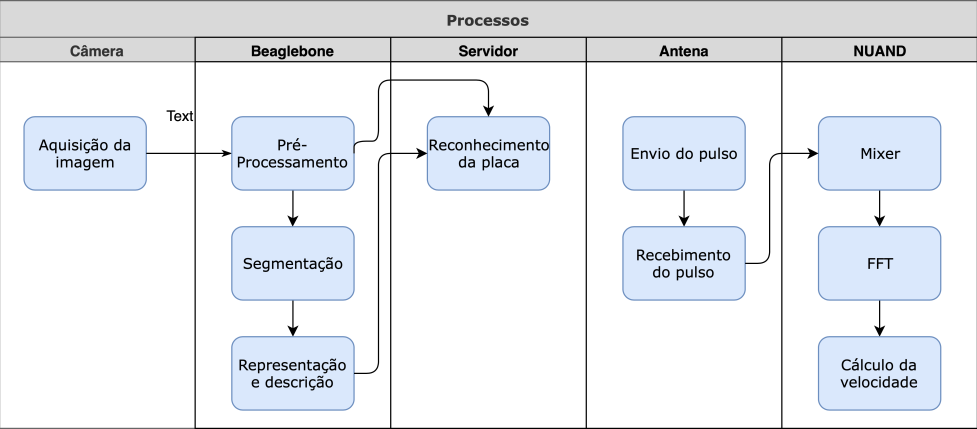 Processos
Câmera
Beaglebone
Servidor
Antena
NUAND
Text
Aquisição da
imagem
Pré-
Processamento
Reconhecimento
da placa
Envio do pulso
Mixer
Segmentação
Recebimento
do pulso
FFT
Representação
e descrição
Cálculo da
velocidade